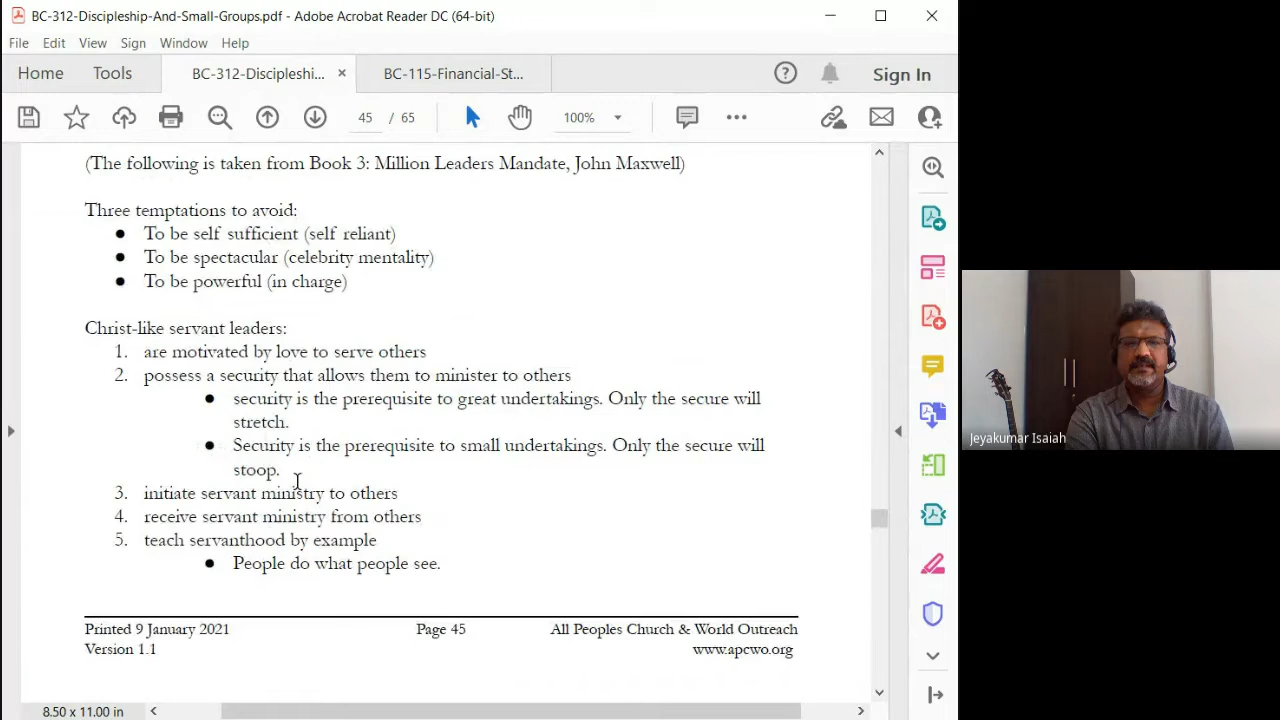 BC-312-Discipleship-And-Small-Groups.pdf - Adobe Acrobat Reader DC (64-bit)
File Edit View Sign Window Help
Home Tools BC-312-Discipleshi... × BC-115-Financial-St... ? Sign In
45 / 65 100%
(The following is taken from Book 3: Million Leaders Mandate, John Maxwell)
Three temptations to avoid:
● To be self sufficient (self reliant)
● To be spectacular (celebrity mentality)
● To be powerful (in charge)
Christ-like servant leaders:
1. are motivated by love to serve others
2. possess a security that allows them to minister to others
● security is the prerequisite to great undertakings. Only the secure will
stretch.
● Security is the prerequisite to small undertakings. Only the secure will
stoop.
3. initiate servant ministry to others
4. receive servant ministry from others
5. teach servanthood by example
● People do what people see.
Printed 9 January 2021 Page 45 All Peoples Church & World Outreach
Version 1.1 www.apcwo.org
8.50 x 11.00 in
Jeyakumar Isaiah